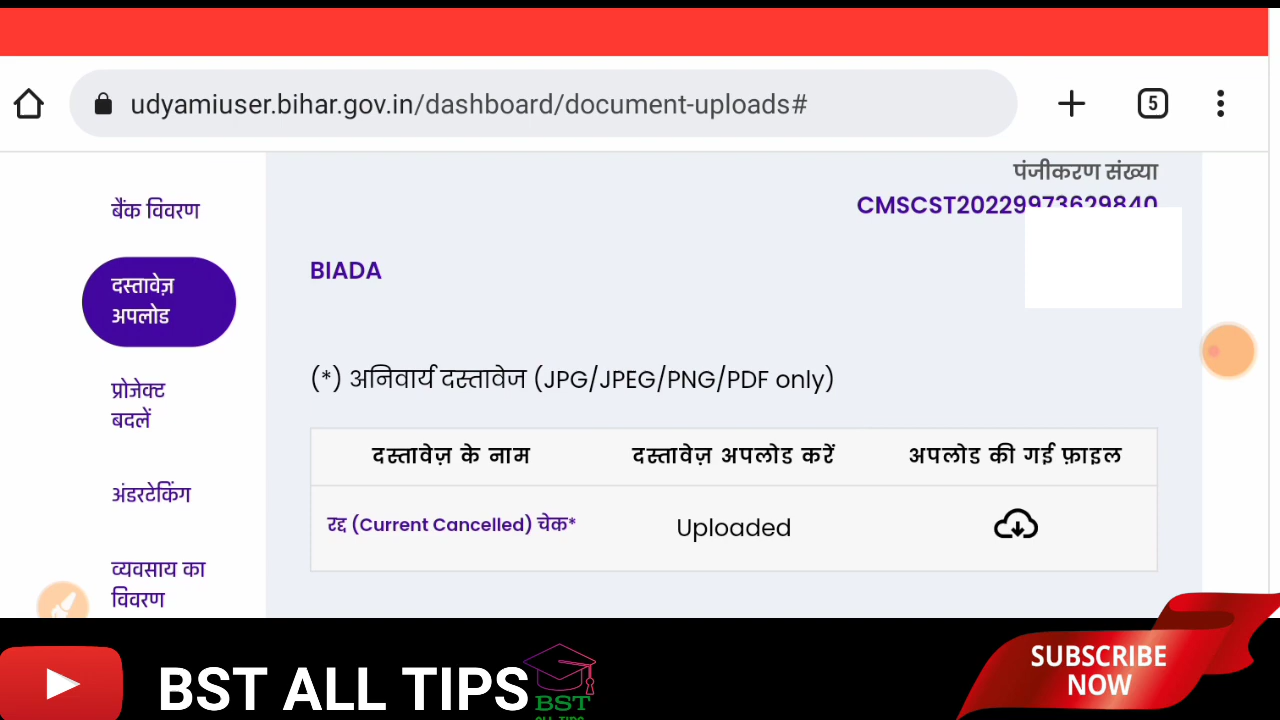 udyamiuser.bihar.gov.in/dashboard/document-uploads#
5
पंजीकरण संख्या
CMSCST20229973629840
बैंक विवरण
BIADA
दस्तावेज़
अपलोड
(*) अनिवार्य दस्तावेज (JPG/JPEG/PNG/PDF only)
प्रोजेक्ट
बदलें
दस्तावेज़ के नाम दस्तावेज़ अपलोड करें अपलोड की गई फ़ाइल
अंडरटेकिंग
रद्द (Current Cancelled) चेक* Uploaded
व्यवसाय का
विवरण
BST ALL TIPS
BST
ALL TIPS
SUBSCRIBE
NOW